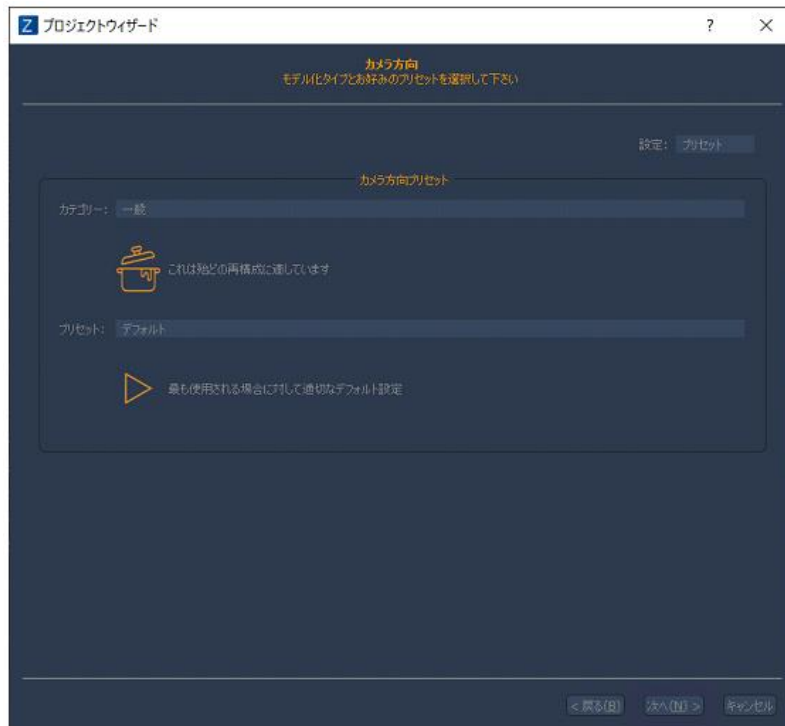 Z プロジェクトウィザード ? ×
カメラ方向
モデル化タイプとお好みのプリセットを選択して下さい
設定: プリセット
カメラ方向プリセット
カテゴリー: 一般
これは殆どの再構成に適しています
プリセット: デフォルト
最も使用される場合に対して適切なデフォルト設定
< 戻る(B) 次へ(N) > キャンセル